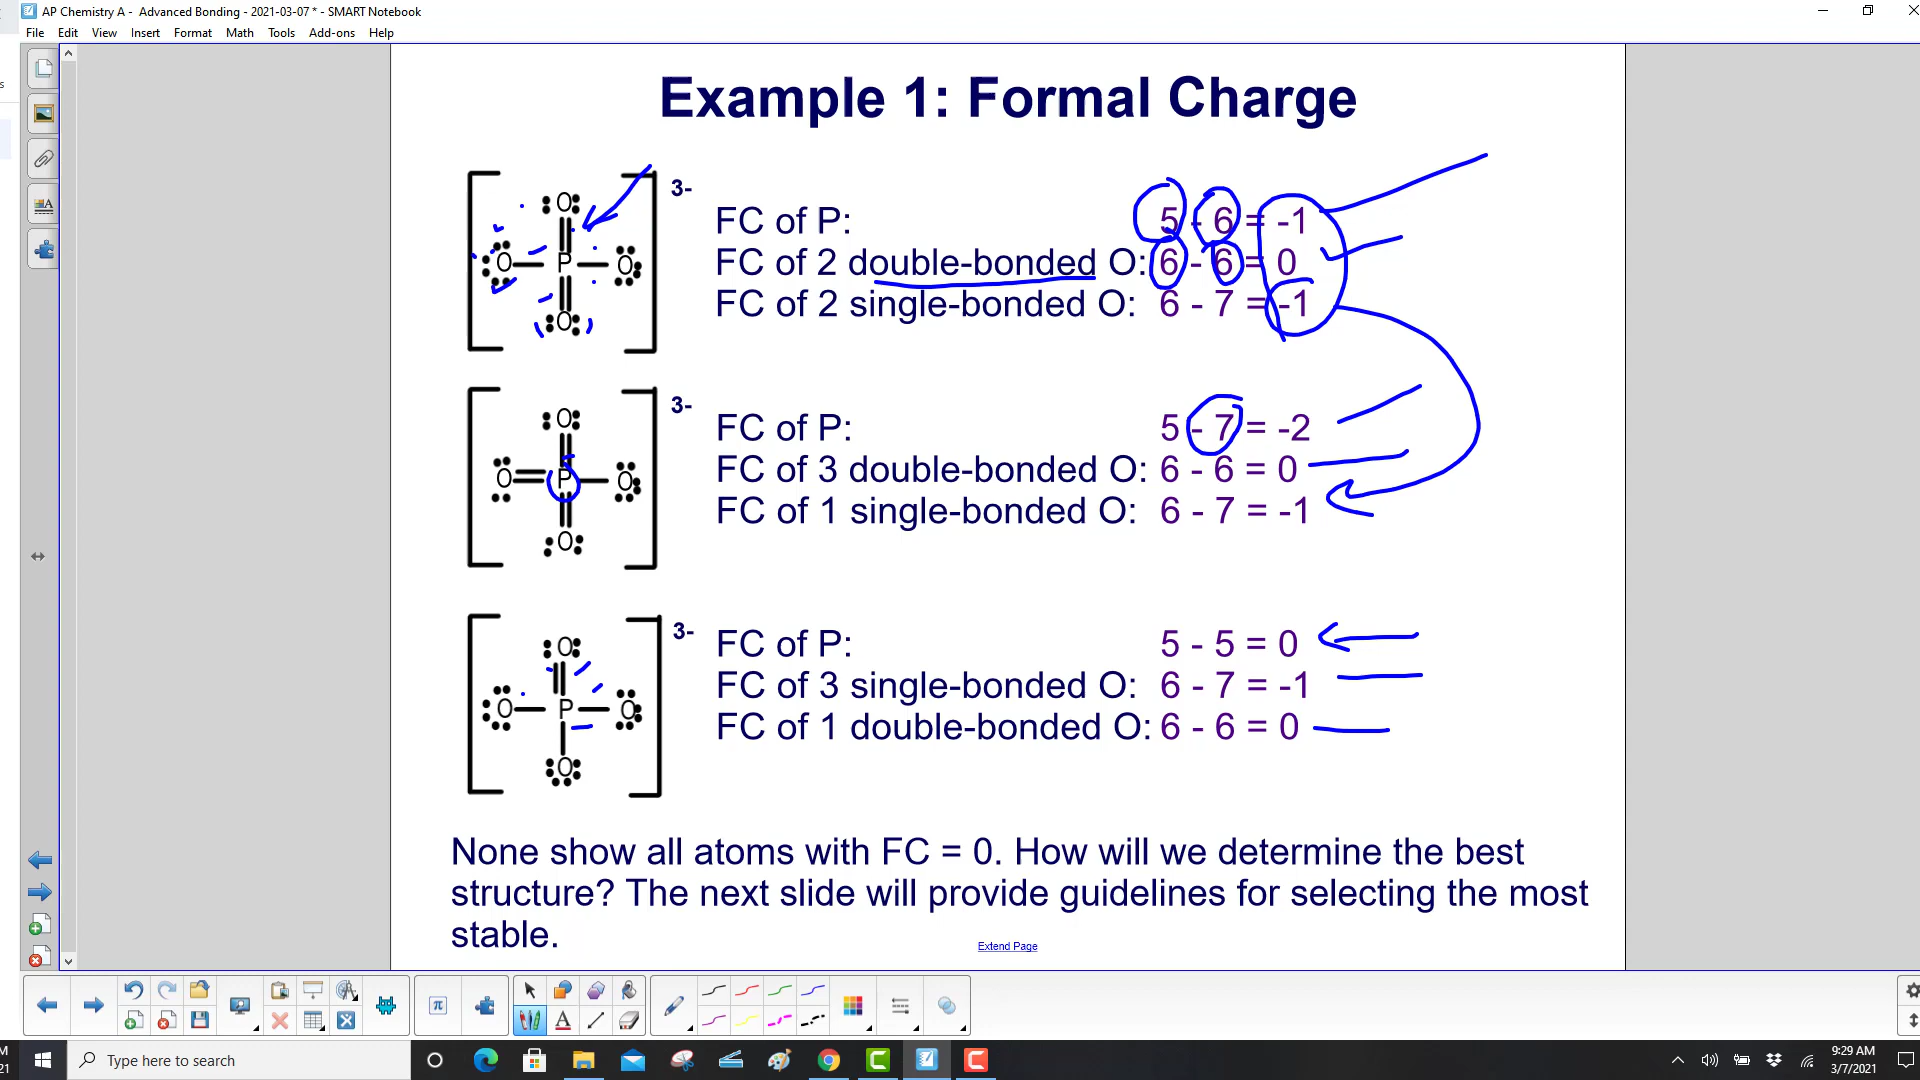 AP Chemistry A -  Advanced Bonding - 2021-03-07 * - SMART Notebook
File Edit View Insert Format Math Tools Add-ons Help
Example 1: Formal Charge
3-
O
O P O
O
FC of P: 5 - 6 = -1
FC of 2 double-bonded O: 6 - 6 = 0
FC of 2 single-bonded O: 6 - 7 = -1
3-
O
O P O
O
FC of P: 5 - 7 = -2
FC of 3 double-bonded O: 6 - 6 = 0
FC of 1 single-bonded O: 6 - 7 = -1
3-
O
O P O
O
FC of P: 5 - 5 = 0
FC of 3 single-bonded O: 6 - 7 = -1
FC of 1 double-bonded O: 6 - 6 = 0
None show all atoms with FC = 0. How will we determine the best
structure? The next slide will provide guidelines for selecting the most
stable.
Extend Page
Type here to search
9:29 AM
3/7/2021